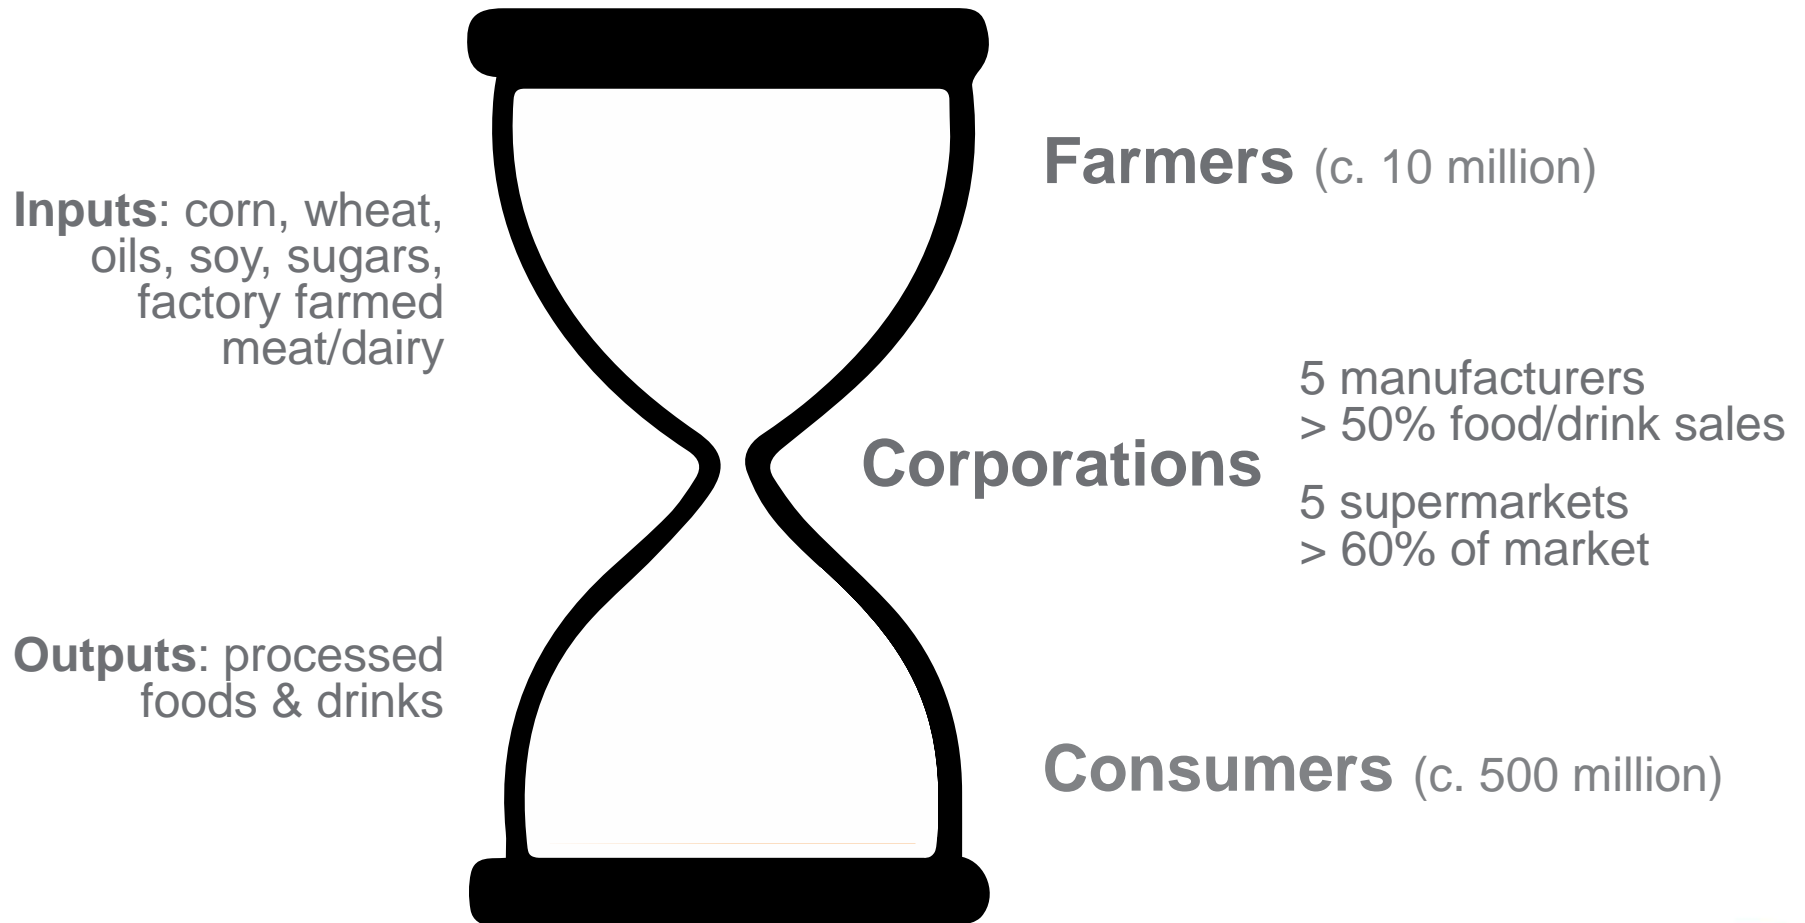 Farmers (c. 10 million)
Inputs: corn, wheat,
oils, soy, sugars,
factory farmed
meat/dairy
5 manufacturers
> 50% food/drink sales
Corporations
5 supermarkets
> 60% of market
Outputs: processed
foods & drinks
Consumers (c. 500 million)